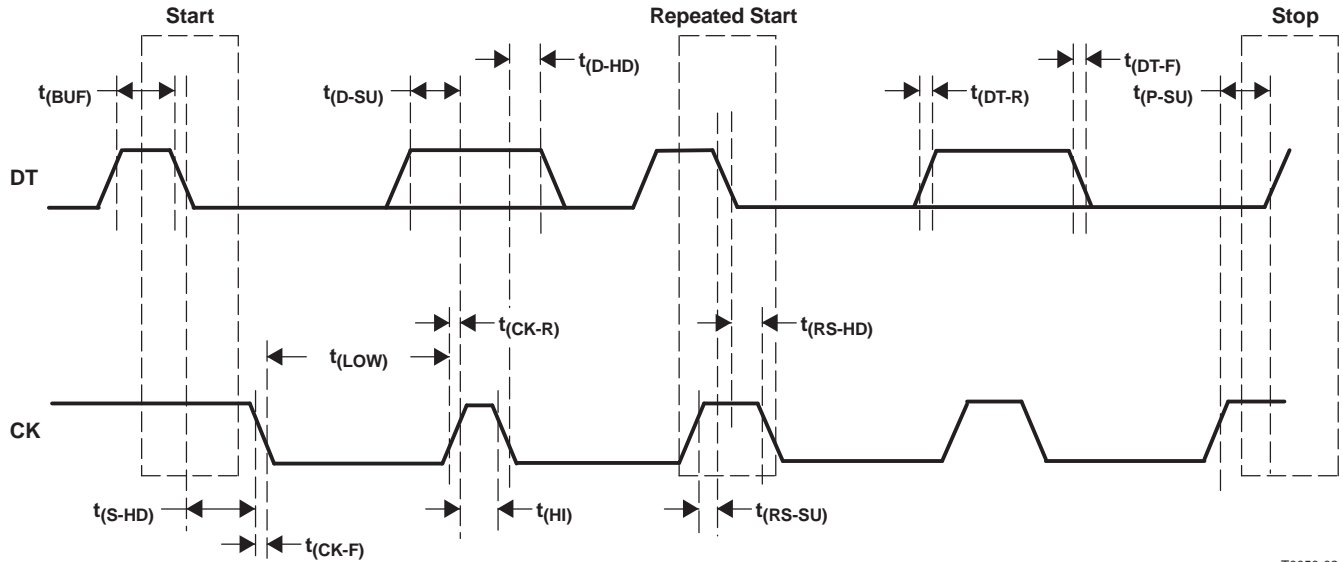 Start Repeated Start Stop
t(D-HD) t(DT-F)
t(BUF) t(D-SU) t(DT-R) t(P-SU)
DT
t(CK-R) t(RS-HD)
t(LOW)
CK
t(S-HD) t(HI) t(RS-SU)
t(CK-F)